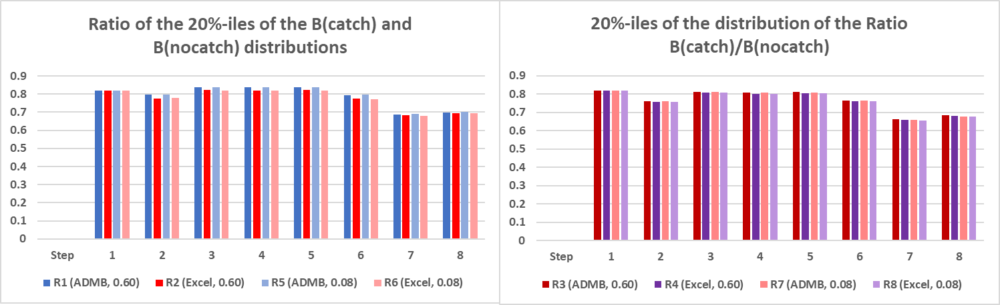 Ratio of the 20%-iles of the B(catch) and
B(nocatch) distributions
0.9
0.8
0.7
0.6
0.5
0.4
0.3
0.2
0.1
0
Step 1 2 3 4 5 6 7 8
R1 (ADMB, 0.60) R2 (Excel, 0.60) R5 (ADMB, 0.08) R6 (Excel, 0.08)
20%-iles of the distribution of the Ratio
B(catch)/B(nocatch)
0.9
0.8
0.7
0.6
0.5
0.4
0.3
0.2
0.1
0
Step 1 2 3 4 5 6 7 8
R3 (ADMB, 0.60) R4 (Excel, 0.60) R7 (ADMB, 0.08) R8 (Excel, 0.08)